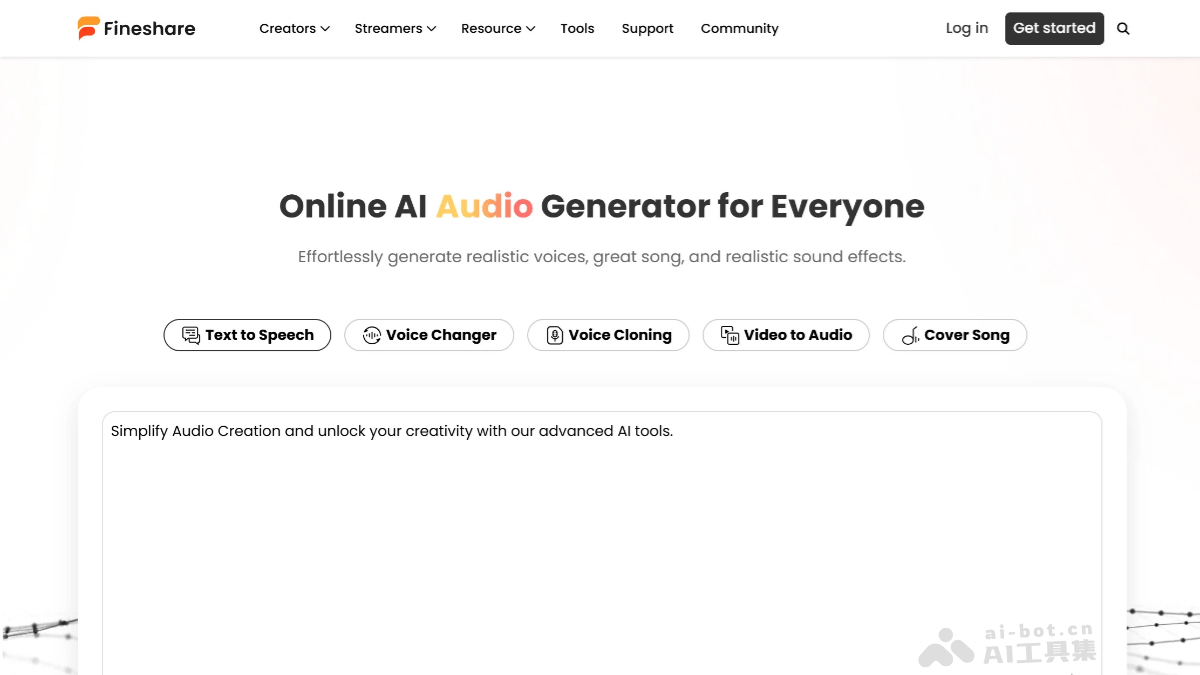 Fineshare
Creators Streamers Resource Tools Support Community Log in Get started
Online AI Audio Generator for Everyone
Effortlessly generate realistic voices, great song, and realistic sound effects.
Text to Speech Voice Changer Voice Cloning Video to Audio Cover Song
Simplify Audio Creation and unlock your creativity with our advanced AI tools.
ai-bot.cn
AI工具集